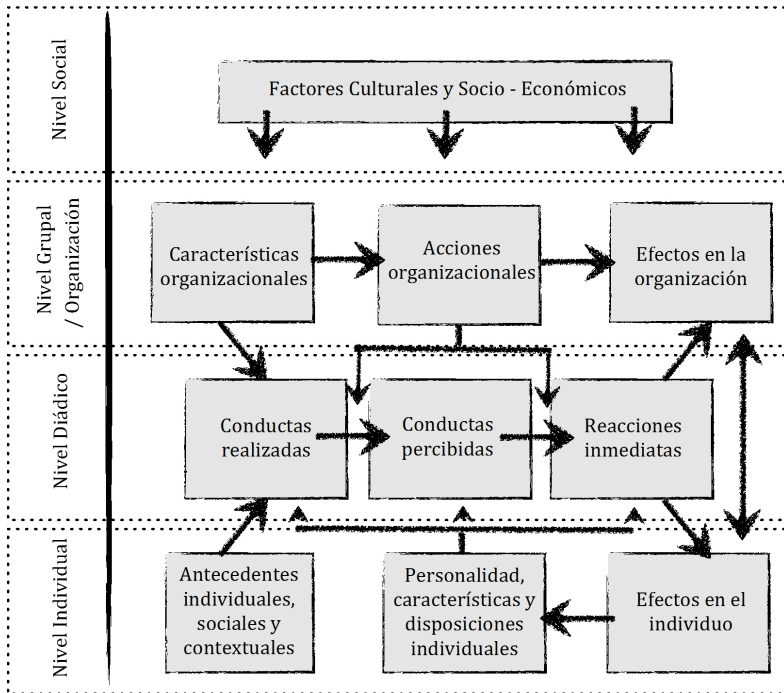 Nivel Social
Factores Culturales y Socio - Económicos
Nivel Grupal
/ Organización
Características
organizacionales
Acciones
organizacionales
Efectos en la
organización
Nivel Diádico
Conductas
realizadas
Conductas
percibidas
Reacciones
inmediatas
Nivel Individual
Antecedentes
individuales,
sociales y
contextuales
Personalidad,
características y
disposiciones
individuales
Efectos en el
individuo